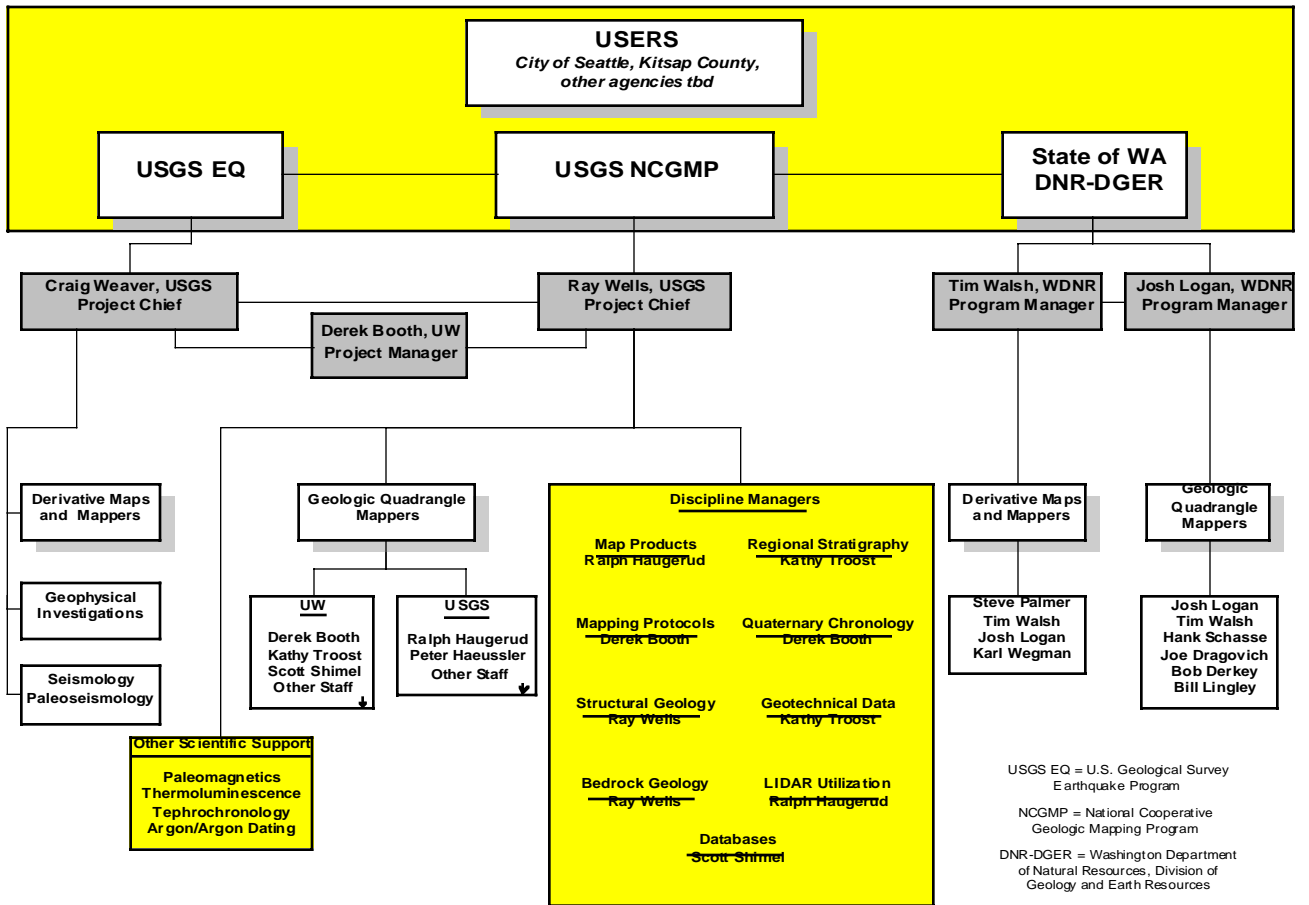 USERS
City of Seattle, Kitsap County,
other agencies tbd
USGS EQ
USGS NCGMP
State of WA
DNR-DGER
Craig Weaver, USGS
Project Chief
Ray Wells, USGS
Project Chief
Derek Booth, UW
Project Manager
Tim Walsh, WDNR
Program Manager
Josh Logan, WDNR
Program Manager
Derivative Maps
and Mappers
Geophysical
Investigations
Seismology
Paleoseismology
Geologic Quadrangle
Mappers
UW
Derek Booth
Kathy Troost
Scott Shimel
Other Staff
USGS
Ralph Haugerud
Peter Haeussler
Other Staff
Other Scientific Support
Paleomagnetics
Thermoluminescence
Tephrochronology
Argon/Argon Dating
Discipline Managers
Map Products
Ralph Haugerud
Regional Stratigraphy
Kathy Troost
Mapping Protocols
Derek Booth
Quaternary Chronology
Derek Booth
Structural Geology
Ray Wells
Geotechnical Data
Kathy Troost
Bedrock Geology
Ray Wells
LIDAR Utilization
Ralph Haugerud
Databases
Scott Shimel
Derivative Maps
and Mappers
Steve Palmer
Tim Walsh
Josh Logan
Karl Wegman
Geologic
Quadrangle
Mappers
Josh Logan
Tim Walsh
Hank Schasse
Joe Dragovich
Bob Derkey
Bill Lingley
USGS EQ = U.S. Geological Survey
Earthquake Program
NCGMP = National Cooperative
Geologic Mapping Program
DNR-DGER = Washington Department
of Natural Resources, Division of
Geology and Earth Resources